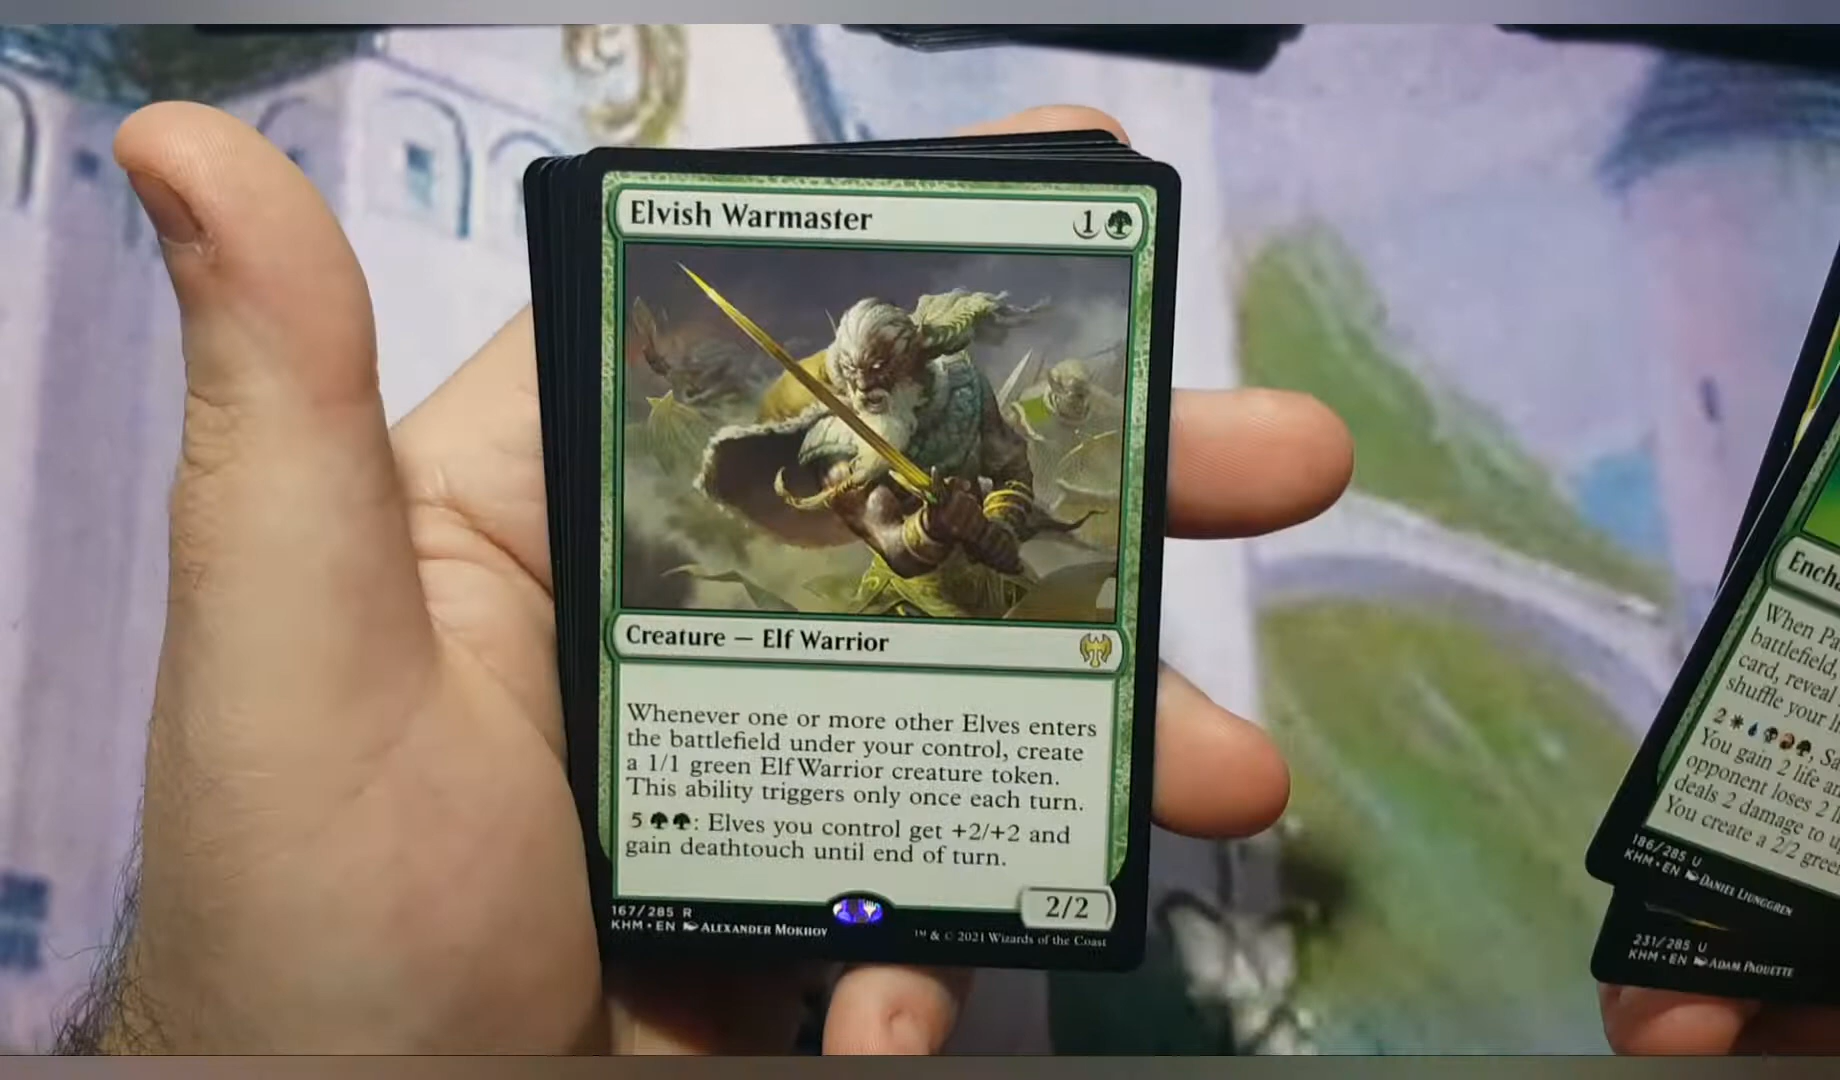 Elvish Warmaster 1
Creature — Elf Warrior
Whenever one or more other Elves enters
the battlefield under your control, create
a 1/1 green Elf Warrior creature token.
This ability triggers only once each turn.
5 : Elves you control get +2/+2 and
gain deathtouch until end of turn.
2/2
167/285 R
KHM • EN ALEXANDER MOKHOV
™ & © 2021 Wizards of the Coast
When
battlefield,
card, reveal
shuffle your
2
You gain 2 life
opponent loses 2
deals 2 damage to
You create a 2/2
186/285 U
KHM • EN DANIEL LJUNGGREN
231/285 U
KHM • EN ADAM PAQUETTE